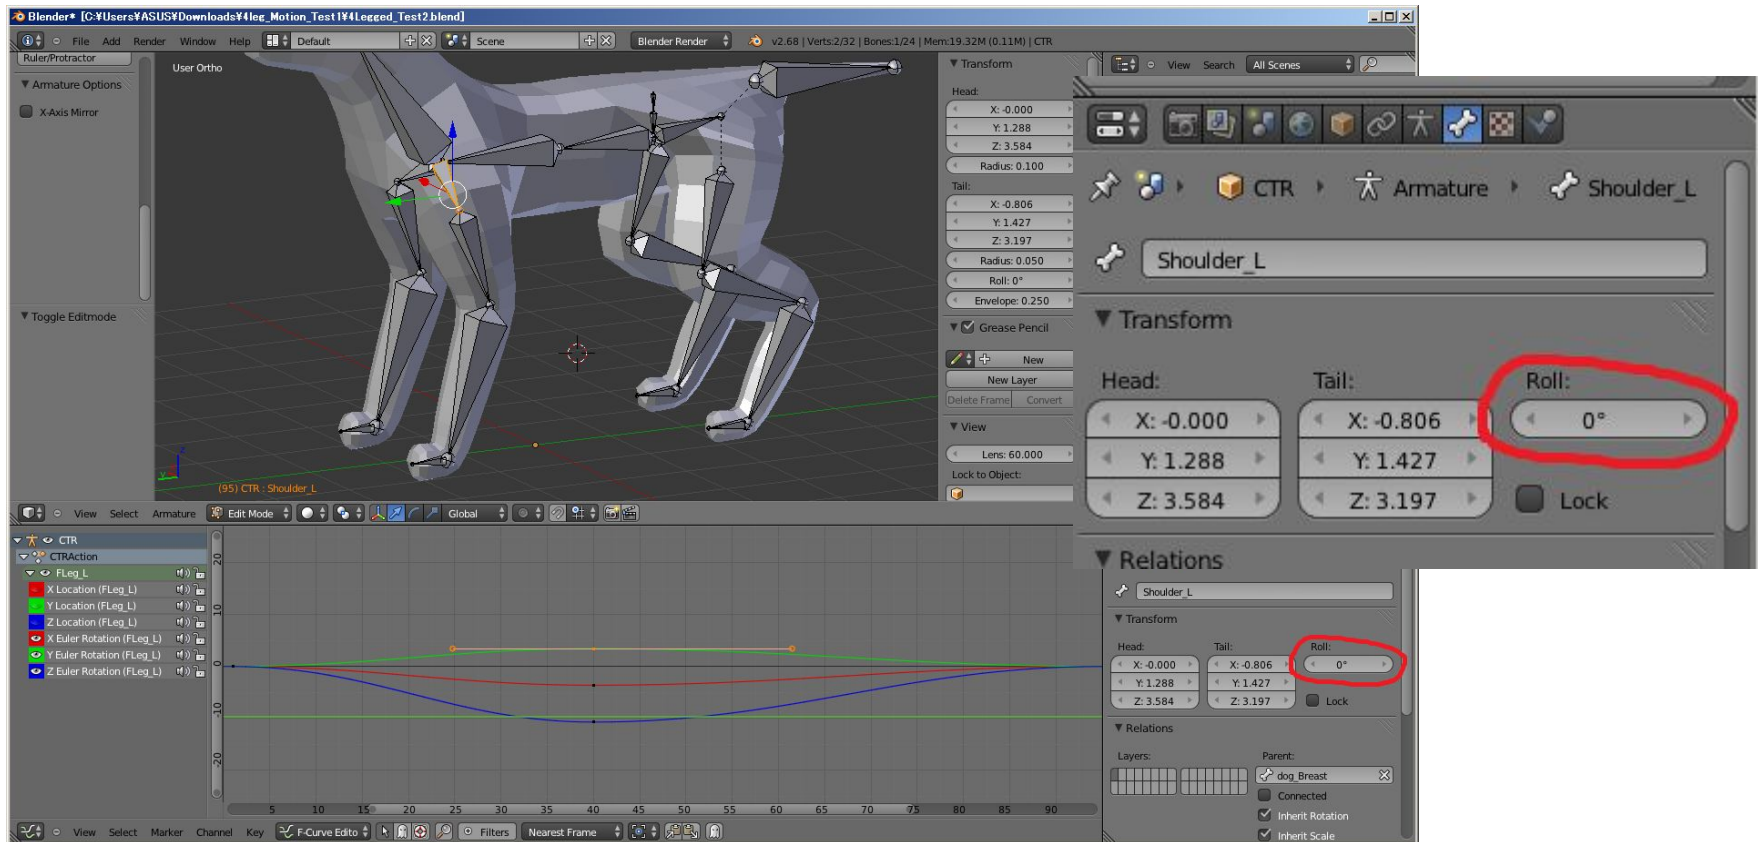 Blender* [C:¥Users¥ASUS¥Downloads¥4leg_Motion_Test1¥4Legged_Test2.blend]
File Add Render Window Help Default Scene Blender Render v2.68 | Verts:2/32 | Bones:1/24 | Mem:19.32M (0.11M) | CTR
Ruler/Protractor
Armature Options
X-Axis Mirror
Toggle Editmode
User Ortho
(95) CTR : Shoulder_L
z
y
Transform
Head:
X: -0.000
Y: 1.288
Z: 3.584
Radius: 0.100
Tail:
X: -0.806
Y: 1.427
Z: 3.197
Radius: 0.050
Roll: 0°
Envelope: 0.250
Grease Pencil
New
New Layer
Delete Frame Convert
View
Lens: 60.000
Lock to Object:
View Search All Scenes
CTR Armature Shoulder_L
Shoulder_L
Transform
Head: Tail: Roll:
X: -0.000 X: -0.806 0°
Y: 1.288 Y: 1.427
Z: 3.584 Z: 3.197 Lock
Relations
View Select Armature Edit Mode Global
CTR
CTRAction
FLeg_L
X Location (FLeg_L)
Y Location (FLeg_L)
Z Location (FLeg_L)
X Euler Rotation (FLeg_L)
Y Euler Rotation (FLeg_L)
Z Euler Rotation (FLeg_L)
20
10
0
-10
-20
5 10 15 20 25 30 35 40 45 50 55 60 65 70 75 80 85 90
View Select Marker Channel Key F-Curve Edito Filters Nearest Frame
Shoulder_L
Transform
Head: Tail: Roll:
X: -0.000 X: -0.806 0°
Y: 1.288 Y: 1.427
Z: 3.584 Z: 3.197 Lock
Relations
Layers: Parent:
dog_Breast
Connected
Inherit Rotation
Inherit Scale